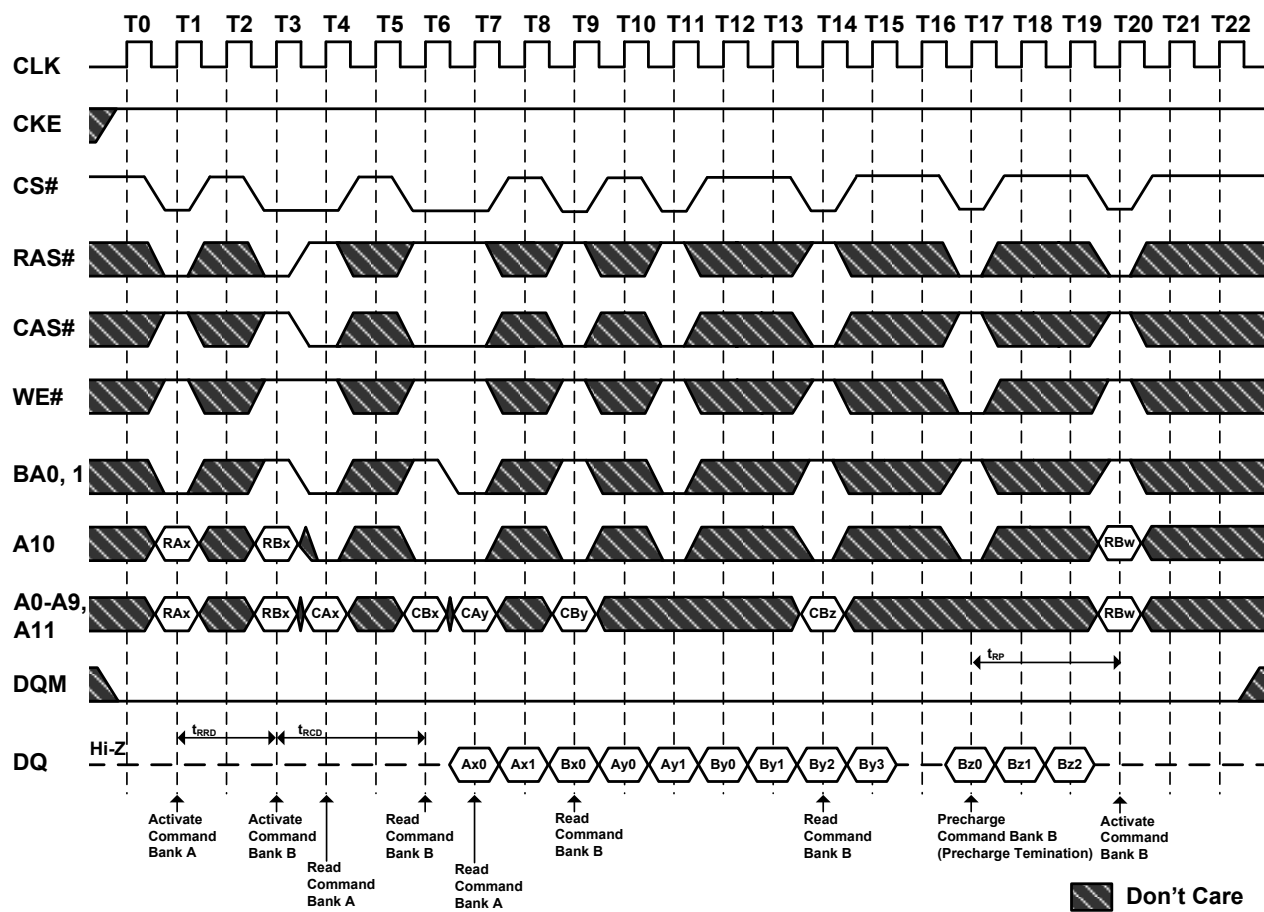 T0 T1 T2 T3 T4 T5 T6 T7 T8 T9 T10 T11 T12 T13 T14 T15 T16 T17 T18 T19 T20 T21 T22
CLK
CKE
CS#
RAS#
CAS#
WE#
BA0, 1
A10
RAx RBx RBw
A0-A9,
A11
RAx RBx CAx CBx CAy CBy CBz RBw
tRP
DQM
tRRD tRCD
Hi-Z
DQ
Ax0 Ax1 Bx0 Ay0 Ay1 By0 By1 By2 By3 Bz0 Bz1 Bz2
Activate
Command
Bank A
Activate
Command
Bank B
Read
Command
Bank A
Read
Command
Bank B
Read
Command
Bank A
Read
Command
Bank B
Read
Command
Bank B
Precharge
Command Bank B
(Precharge Temination)
Activate
Command
Bank B
Don't Care